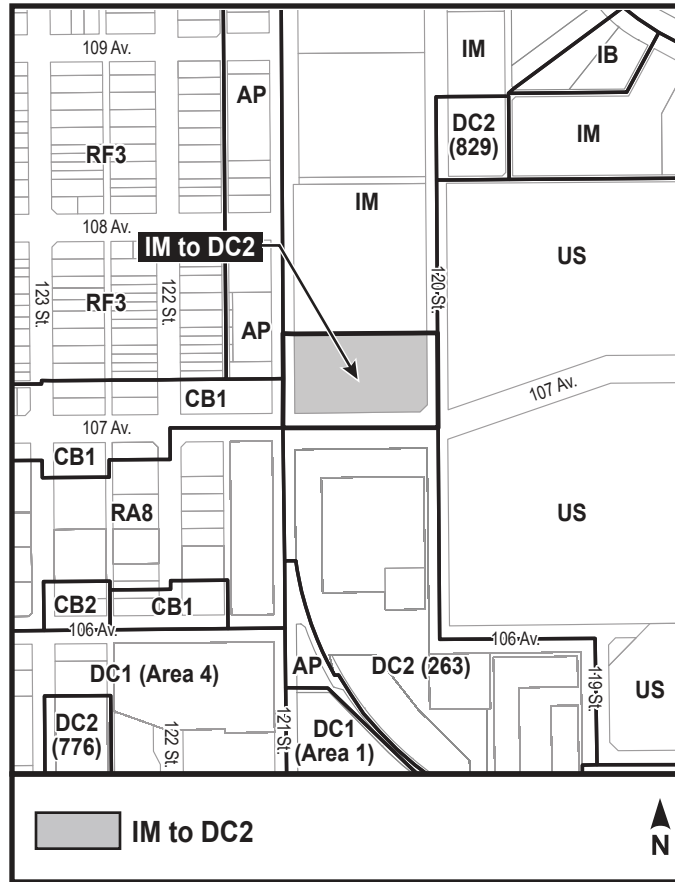 109 Av.
IM
IB
AP
DC2
(829)
IM
RF3
IM
108 Av.
IM to DC2
US
120 St.
123 St.
122 St.
RF3
AP
107 Av.
CB1
107 Av.
CB1
RA8
US
CB2
CB1
106 Av.
106 Av.
DC1 (Area 4)
AP
DC2 (263)
119 St.
US
DC2
(776)
122 St.
121 St.
DC1
(Area 1)
IM to DC2
N